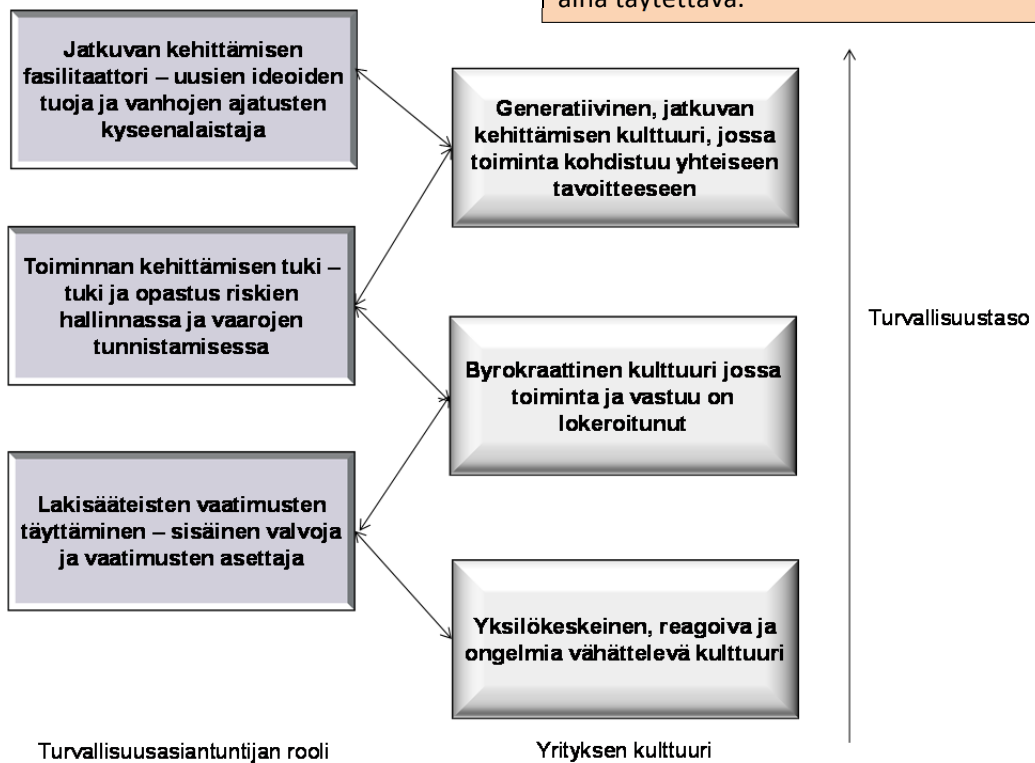 aina täytettävä.
Jatkuvan kehittämisen
fasilitaattori – uusien ideoiden
tuoja ja vanhojen ajatusten
kyseenalaistaja
Generatiivinen, jatkuvan
kehittämisen kulttuuri, jossa
toiminta kohdistuu yhteiseen
tavoitteeseen
Toiminnan kehittämisen tuki –
tuki ja opastus riskien
hallinnassa ja vaarojen
tunnistamisessa
Turvallisuustaso
Byrokraattinen kulttuuri jossa
toiminta ja vastuu on
lokeroitunut
Lakisääteisten vaatimusten
täyttäminen – sisäinen valvoja
ja vaatimusten asettaja
Yksilökeskeinen, reagoiva ja
ongelmia vähättelevä kulttuuri
Turvallisuusasiantuntijan rooli
Yrityksen kulttuuri